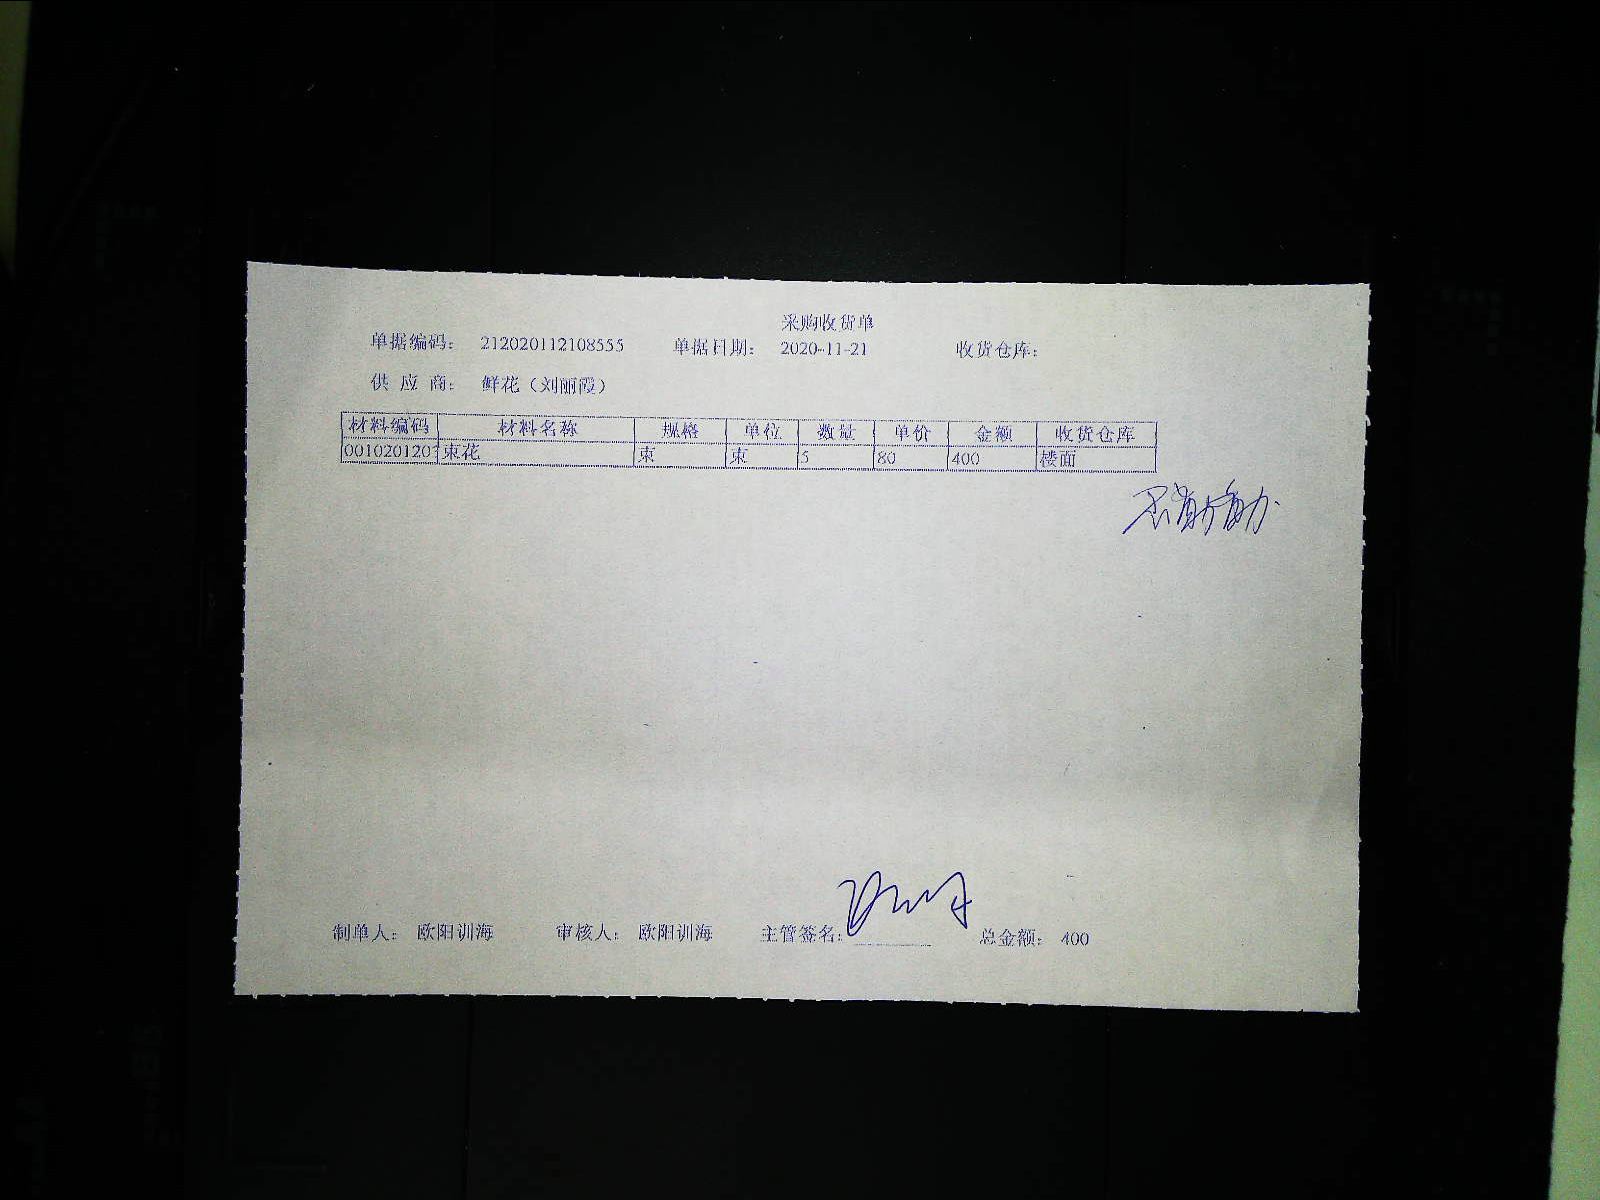 采购收货单
单据编码： 212020112108555 单据日期： 2020-11-21 收货仓库：
供 应 商： 鲜花（刘丽霞）
材料编码 材料名称 规格 单位 数量 单价 金额 收货仓库
001020120 束花 束 束 5 80 400 楼面
制单人： 欧阳训海 审核人： 欧阳训海 主管签名： 总金额： 400